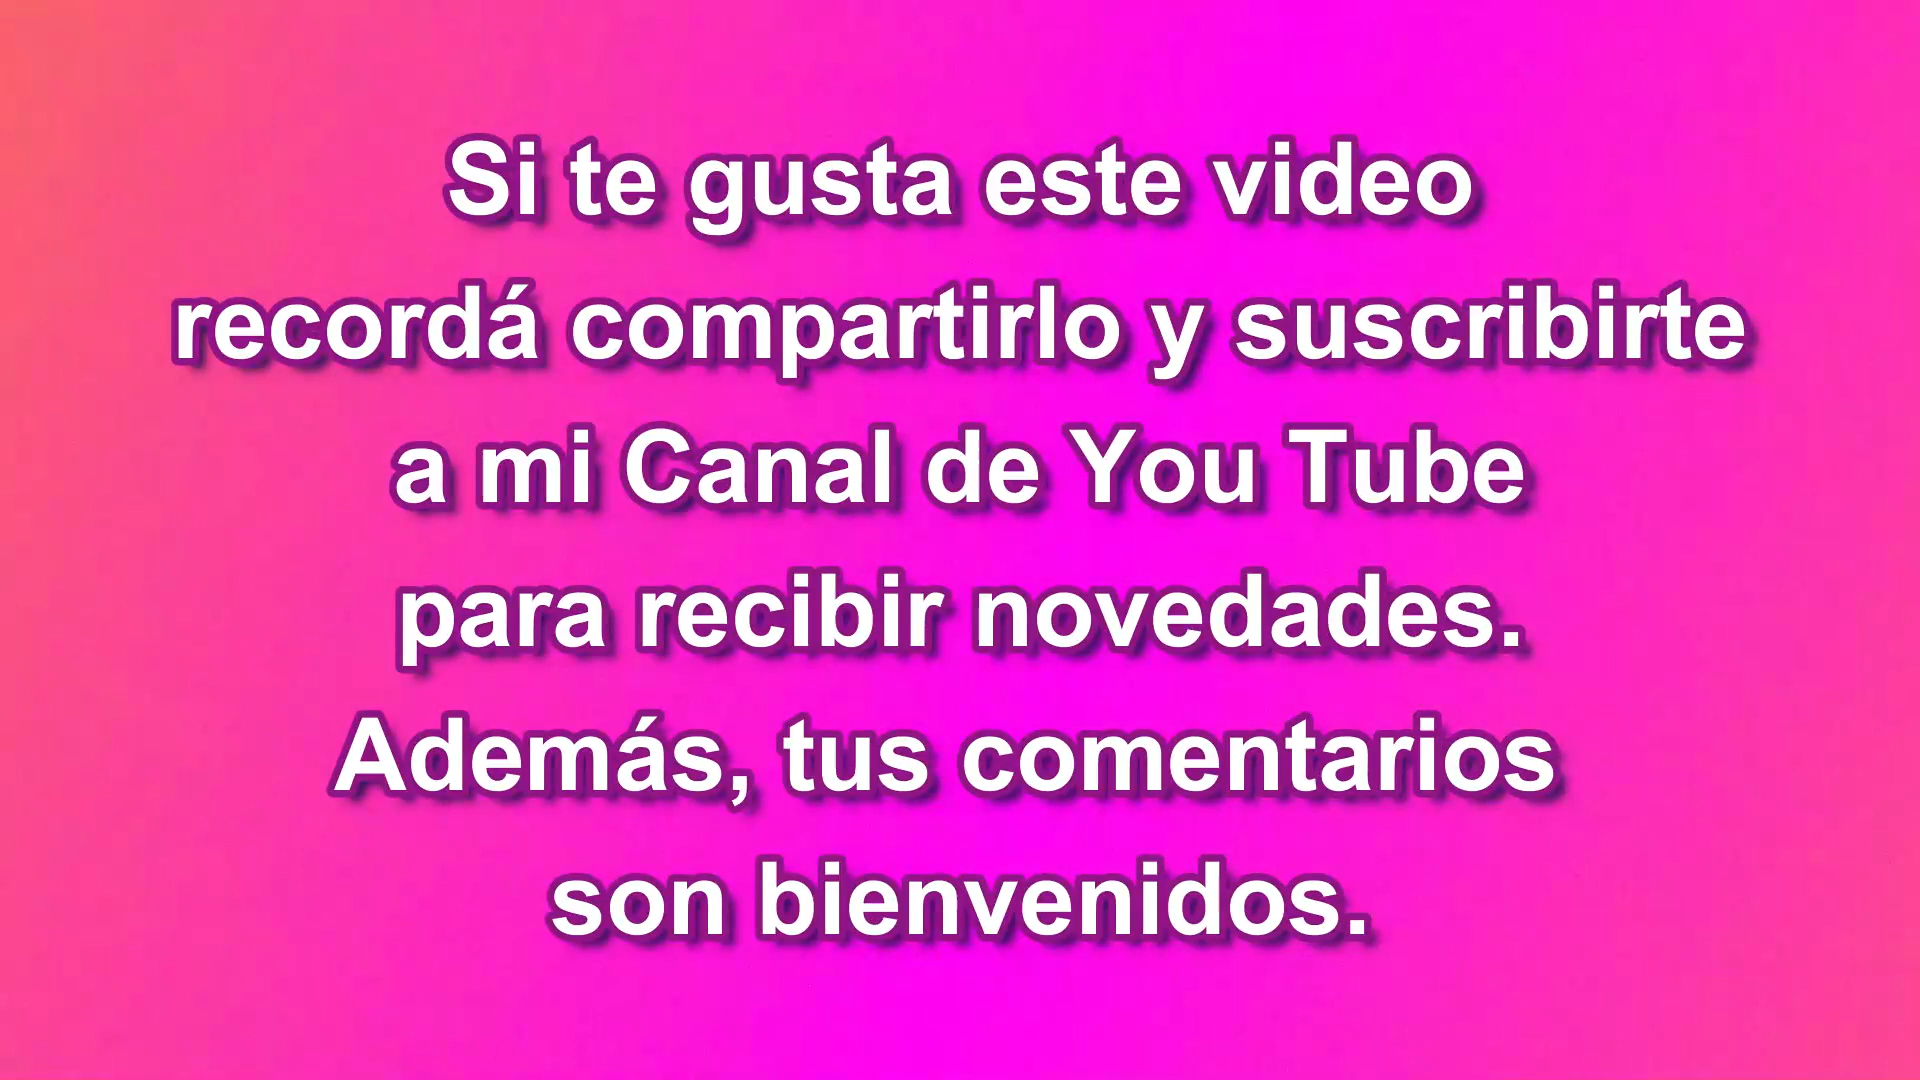 Si te gusta este video
recordá compartirlo y suscribirte
a mi Canal de You Tube
para recibir novedades.
Además, tus comentarios
son bienvenidos.